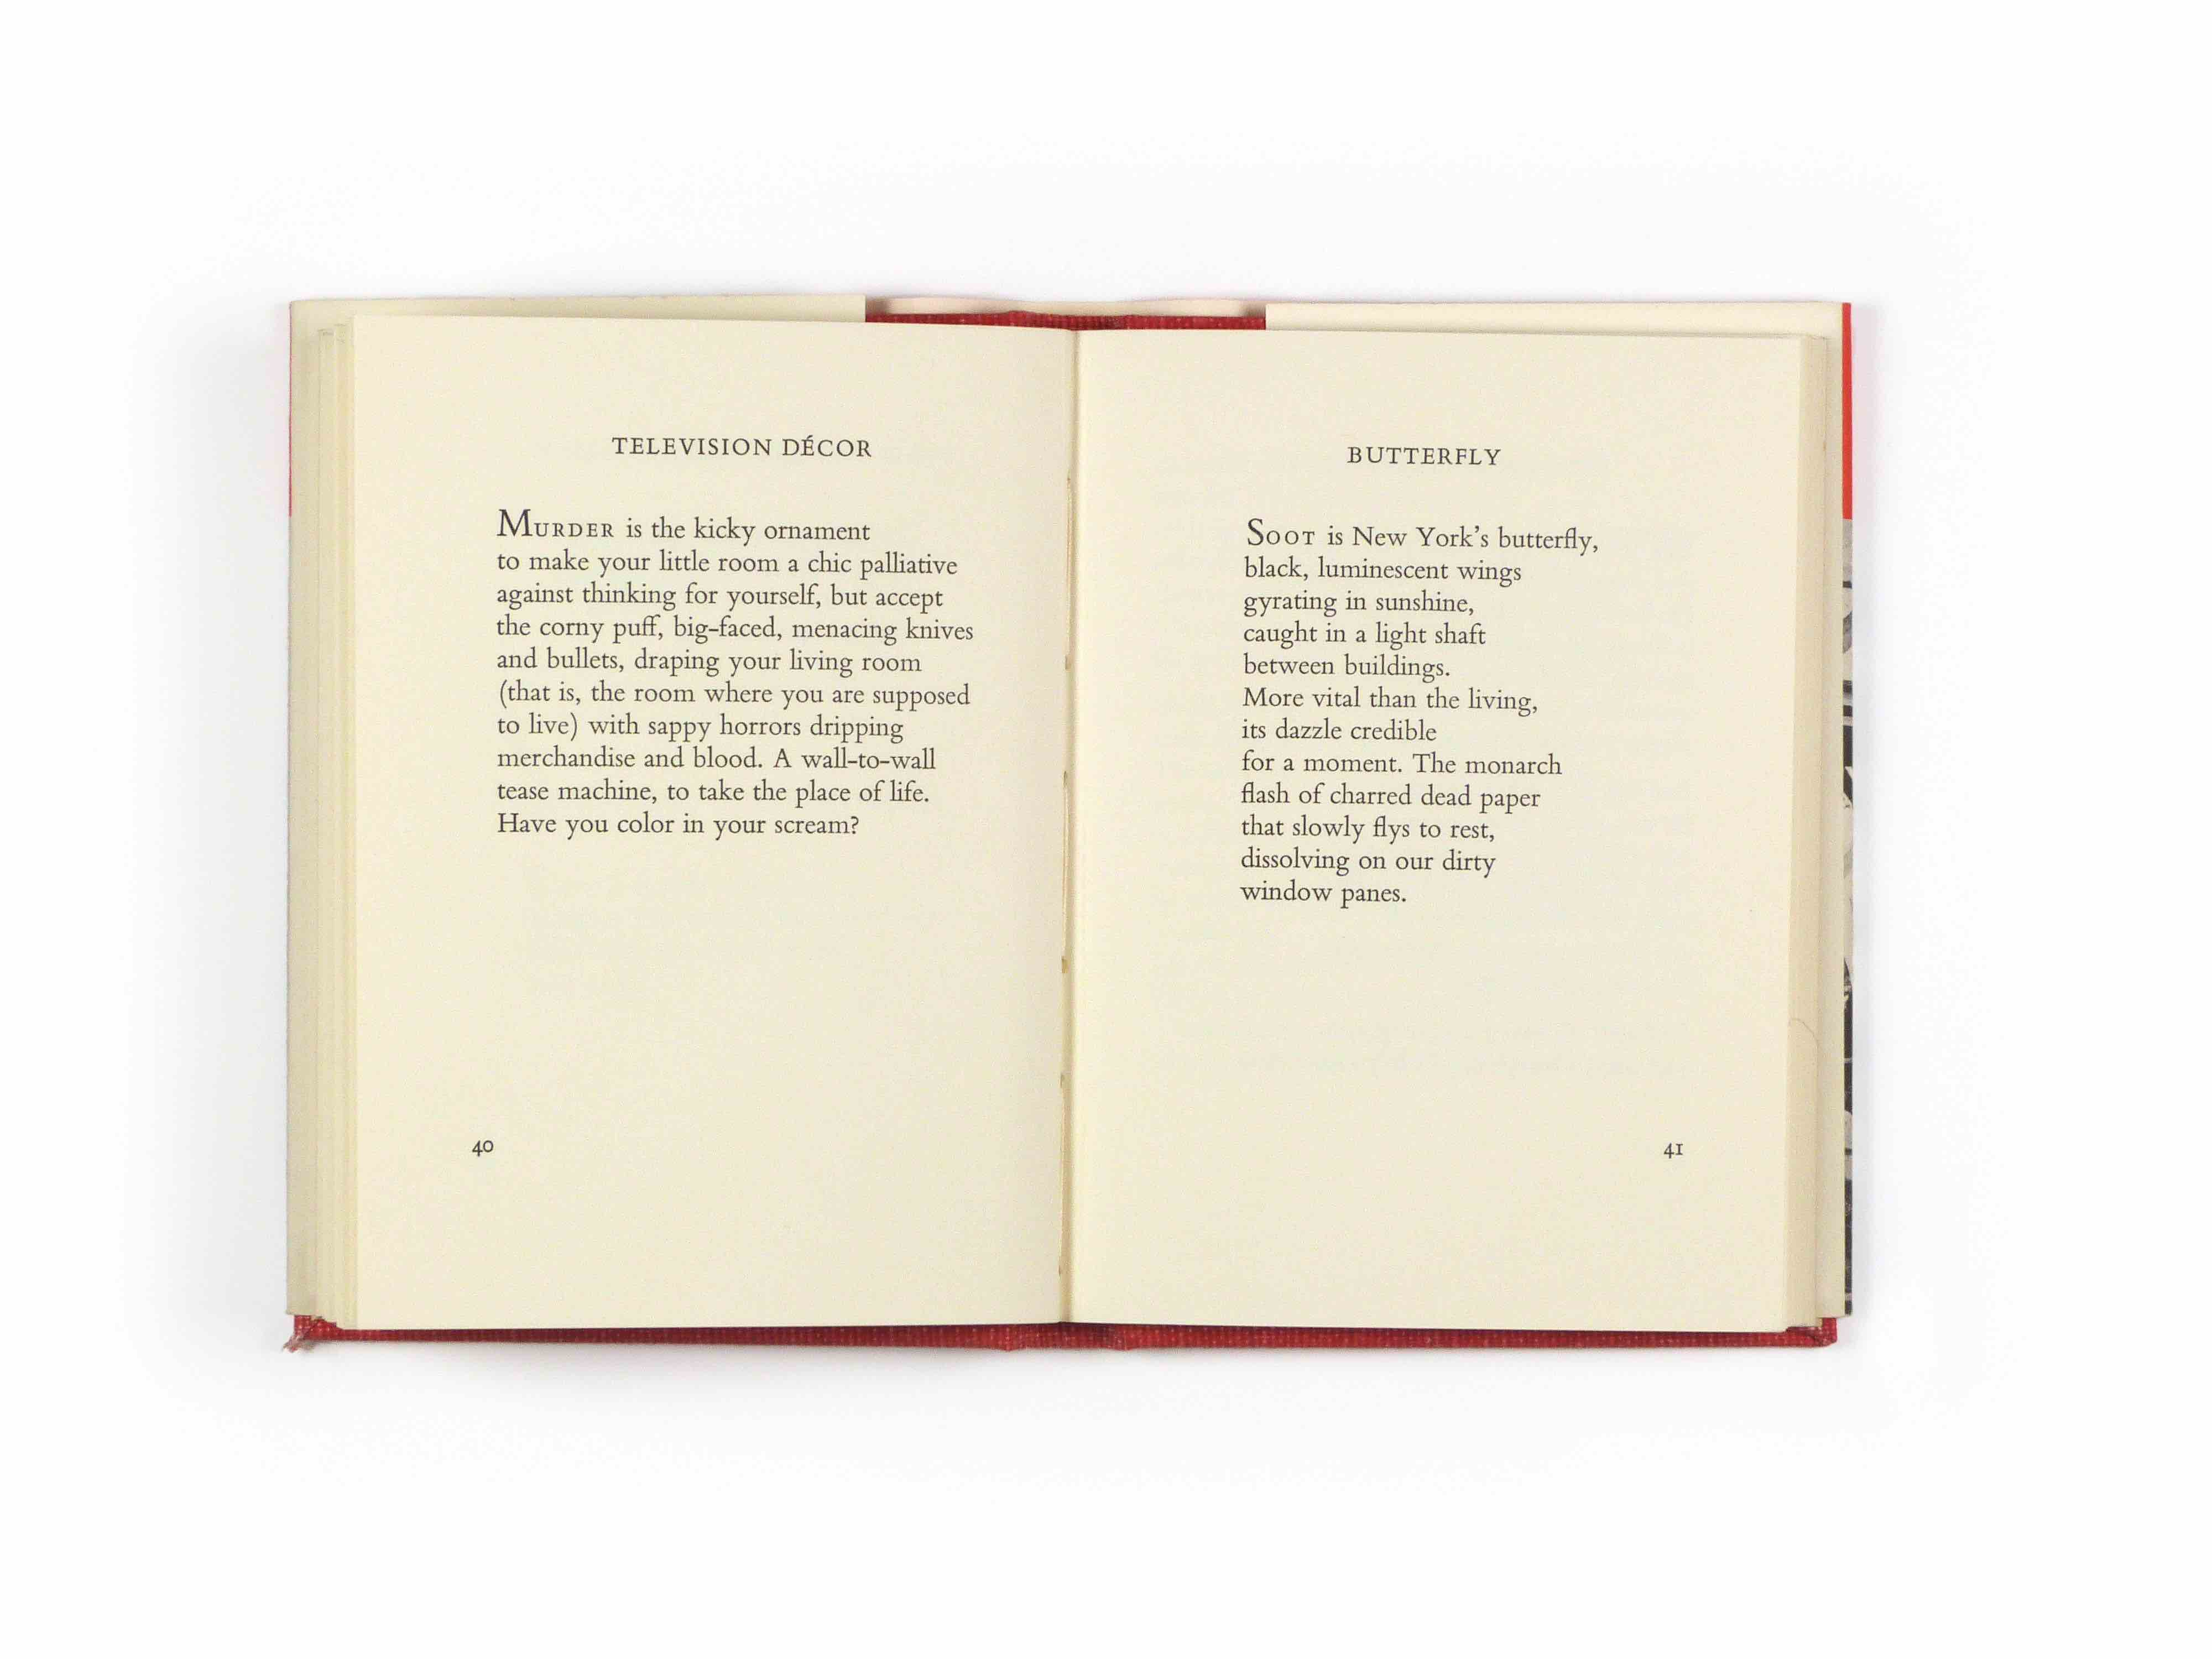 TELEVISION DÉCOR
MURDER is the kicky ornament
to make your little room a chic palliative
against thinking for yourself, but accept
the corny puff, big-faced, menacing knives
and bullets, draping your living room
(that is, the room where you are supposed
to live) with sappy horrors dripping
merchandise and blood. A wall-to-wall
tease machine, to take the place of life.
Have you color in your scream?
40
BUTTERFLY
SOOT is New York's butterfly,
black, luminescent wings
gyrating in sunshine,
caught in a light shaft
between buildings.
More vital than the living,
its dazzle credible
for a moment. The monarch
flash of charred dead paper
that slowly flys to rest,
dissolving on our dirty
window panes.
41